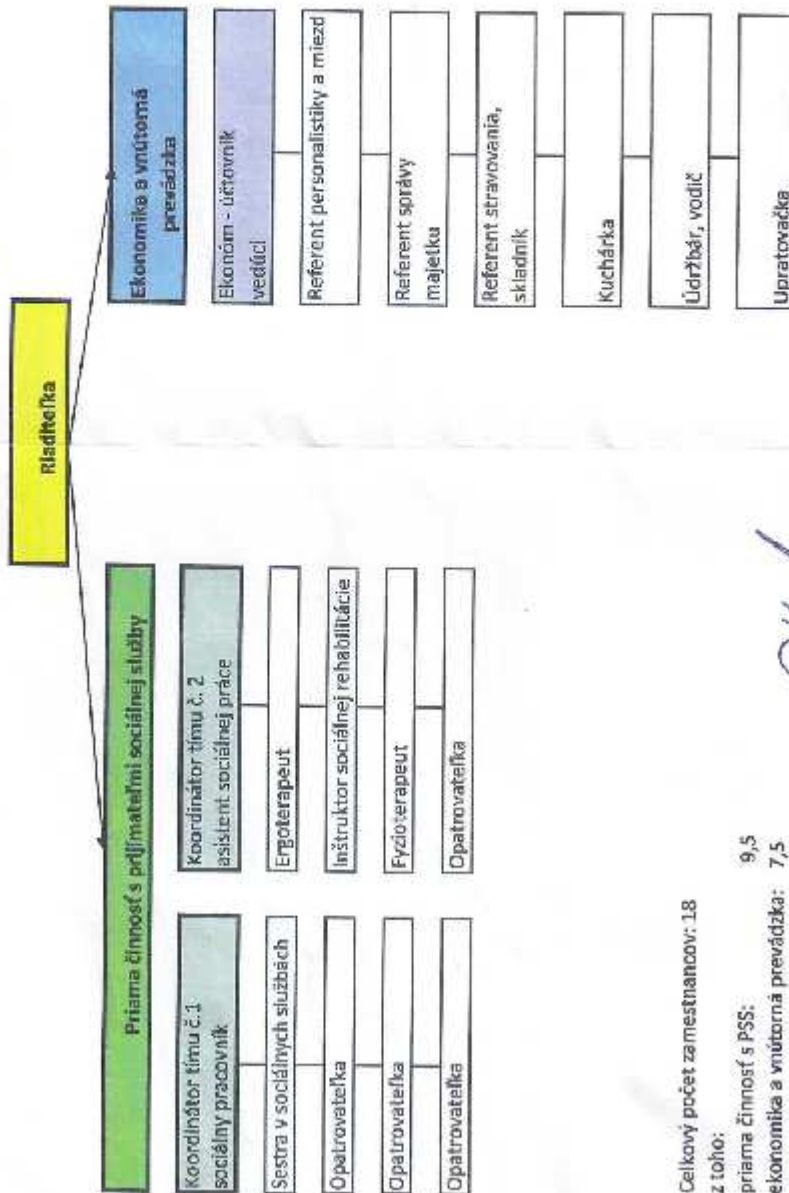 Riaditeľka
Priama činnosť s prijímateľmi sociálnej služby
Koordinátor tímu č.1
sociálny pracovník
Sestra v sociálnych službách
Opatrovateľka
Opatrovateľka
Opatrovateľka
Koordinátor tímu č. 2
asistent sociálnej práce
Ergoterapeut
Inštruktor sociálnej rehabilitácie
Fyzioterapeut
Opatrovateľka
Ekonomika a vnútorná
prevádzka
Ekonóm - účtovník
vedúci
Referent personalistiky a miezd
Referent správy
majetku
Referent stravovania,
skladník
Kuchárka
Údržbár, vodič
Upratovačka
Celkový počet zamestnancov: 18
z toho:
priama činnosť s PSS: 9,5
ekonomika a vnútorná prevádzka: 7,5